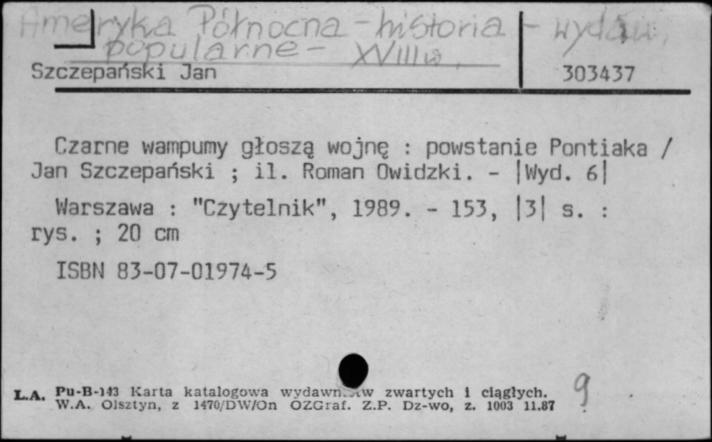 Ameryka Północna - historia - wydaw.
popularne - XVIII w.
Szczepański Jan 303437
Czarne wampumy głoszą wojnę : powstanie Pontiaka /
Jan Szczepański ; il. Roman Owidzki. - |Wyd. 6|
Warszawa : "Czytelnik", 1989. - 153, |3| s. :
rys. ; 20 cm
ISBN 83-07-01974-5
L.A. Pu-B-143 Karta katalogowa wydawnictw zwartych i ciągłych. 9
W.A. Olsztyn, z 1470/DW/On OZGraf. Z.P. Dz-wo, z. 1003 11.87